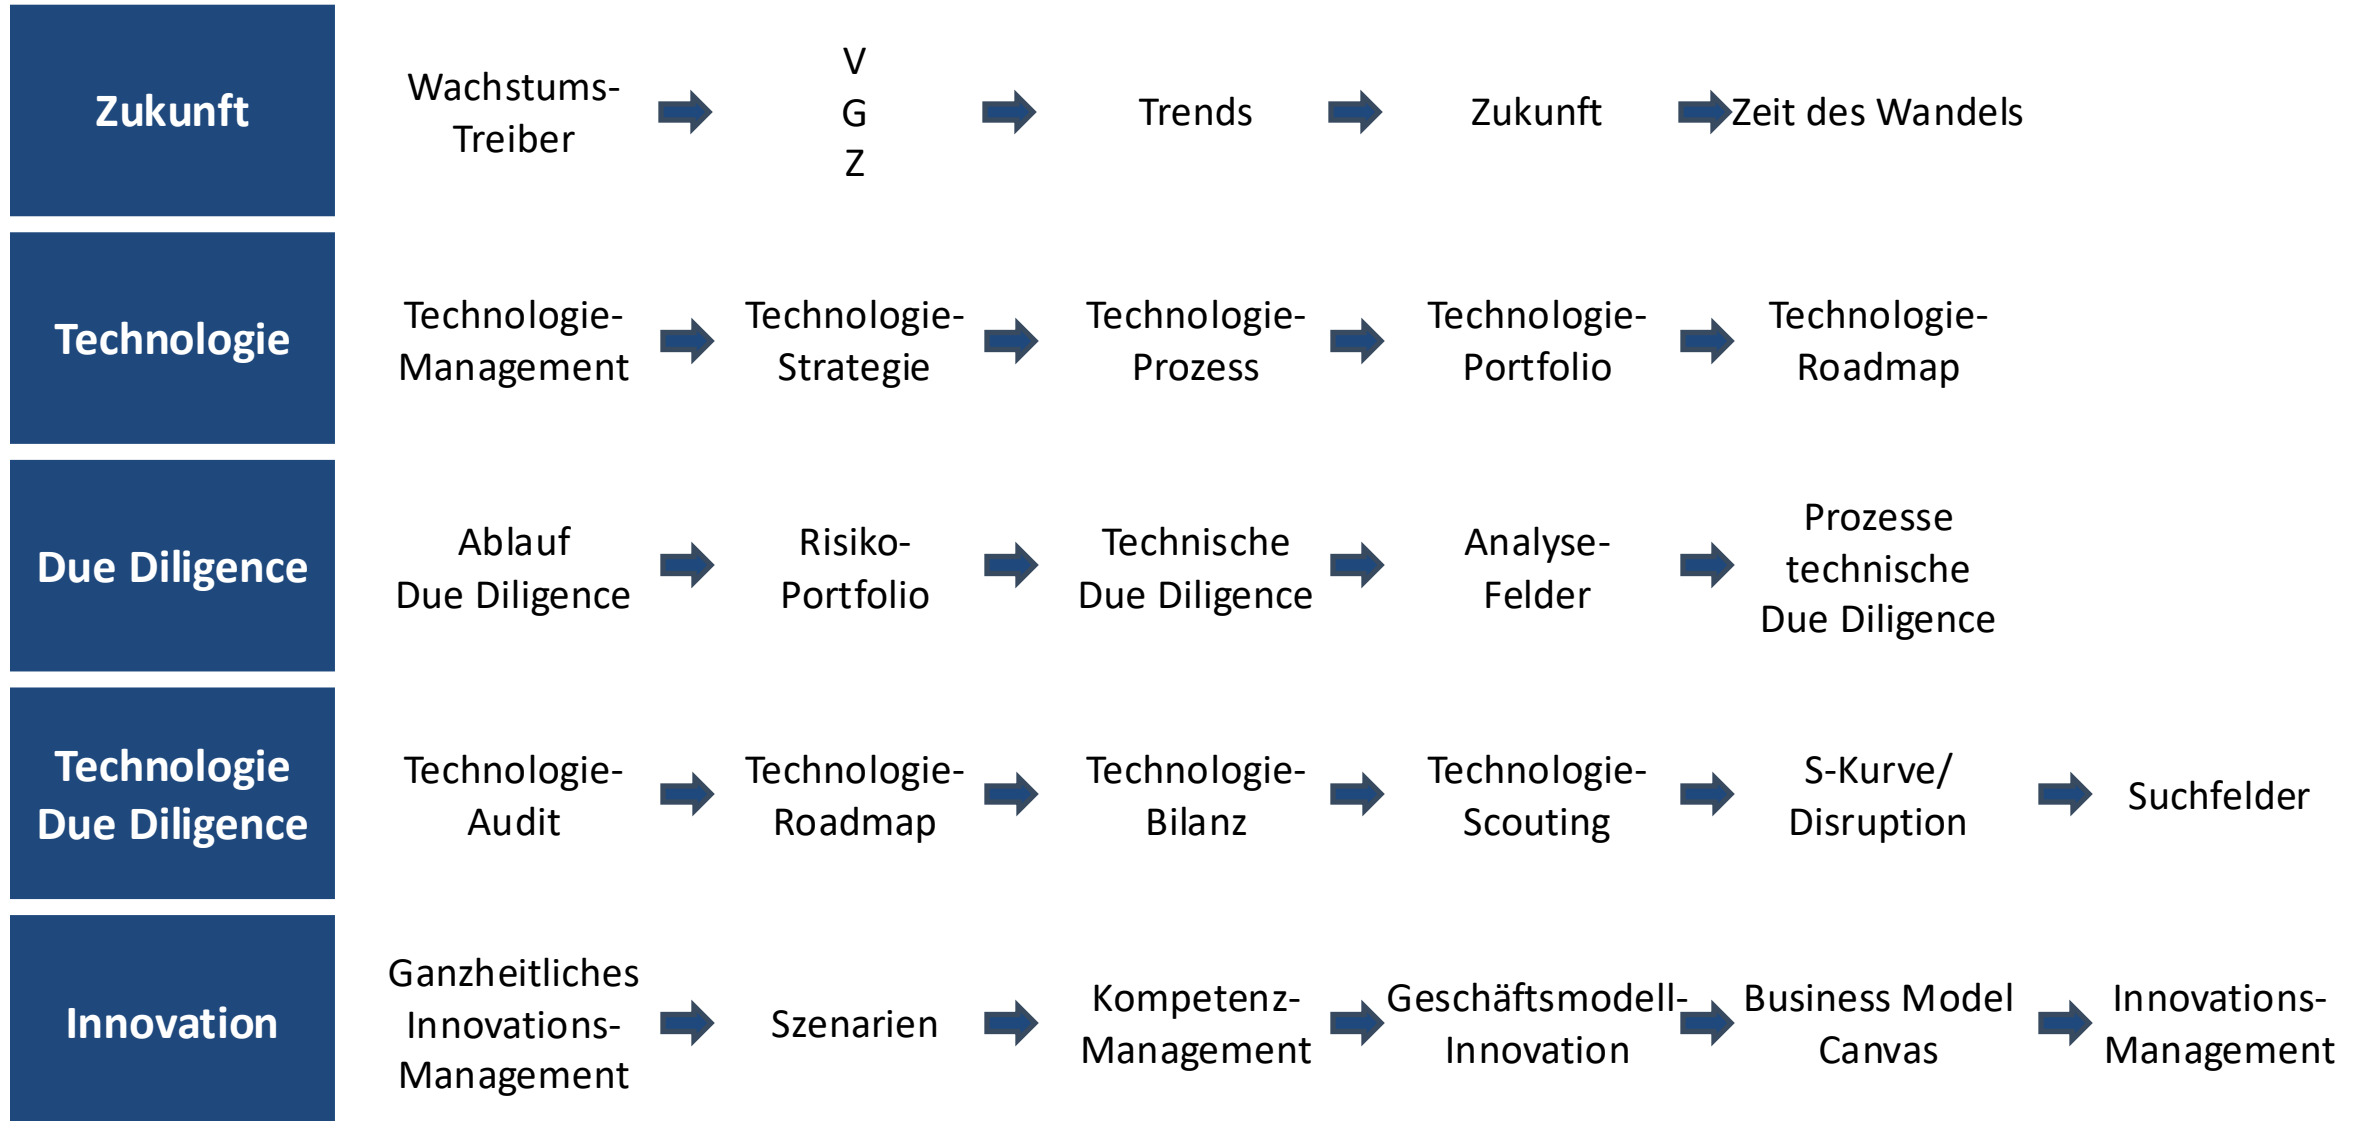 Zukunft
Wachstums-
Treiber
V
G
Z
Trends
Zukunft
Zeit des Wandels
Technologie
Technologie-
Management
Technologie-
Strategie
Technologie-
Prozess
Technologie-
Portfolio
Technologie-
Roadmap
Due Diligence
Ablauf
Due Diligence
Risiko-
Portfolio
Technische
Due Diligence
Analyse-
Felder
Prozesse
technische
Due Diligence
Technologie
Due Diligence
Technologie-
Audit
Technologie-
Roadmap
Technologie-
Bilanz
Technologie-
Scouting
S-Kurve/
Disruption
Suchfelder
Innovation
Ganzheitliches
Innovations-
Management
Szenarien
Kompetenz-
Management
Geschäftsmodell-
Innovation
Business Model
Canvas
Innovations-
Management